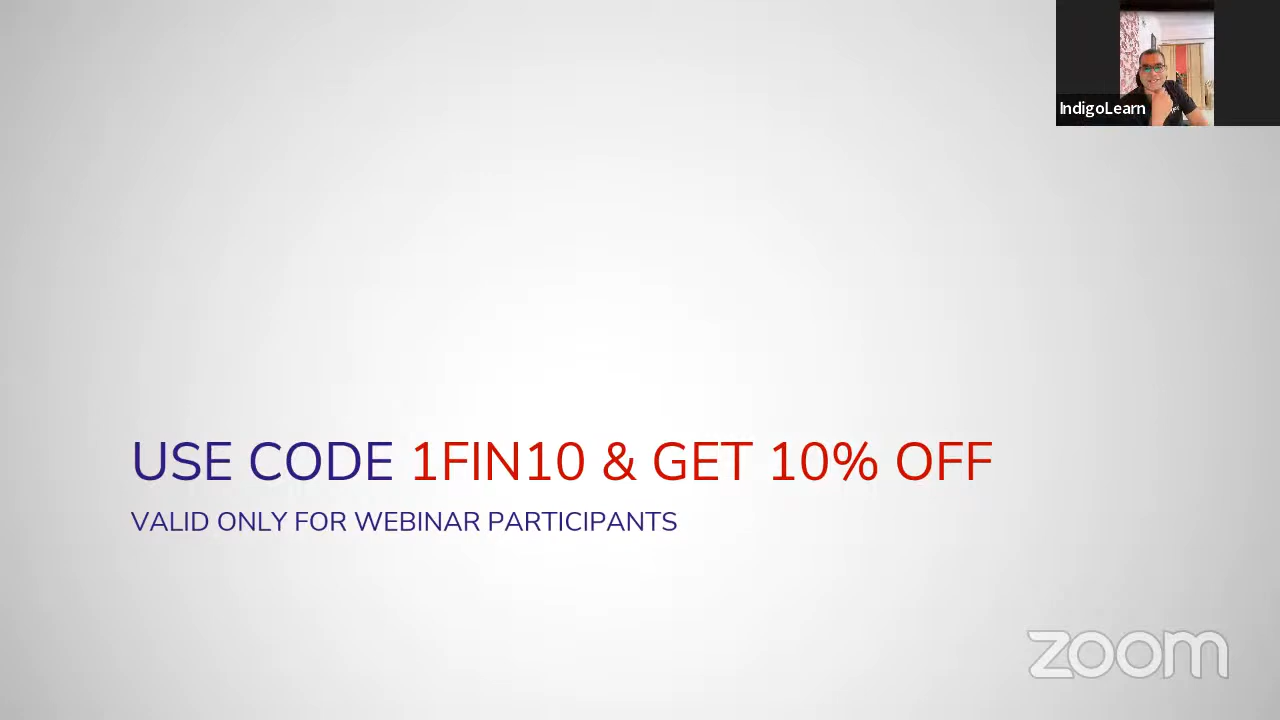 IndigoLearn
USE CODE 1FIN10 & GET 10% OFF
VALID ONLY FOR WEBINAR PARTICIPANTS
zoom